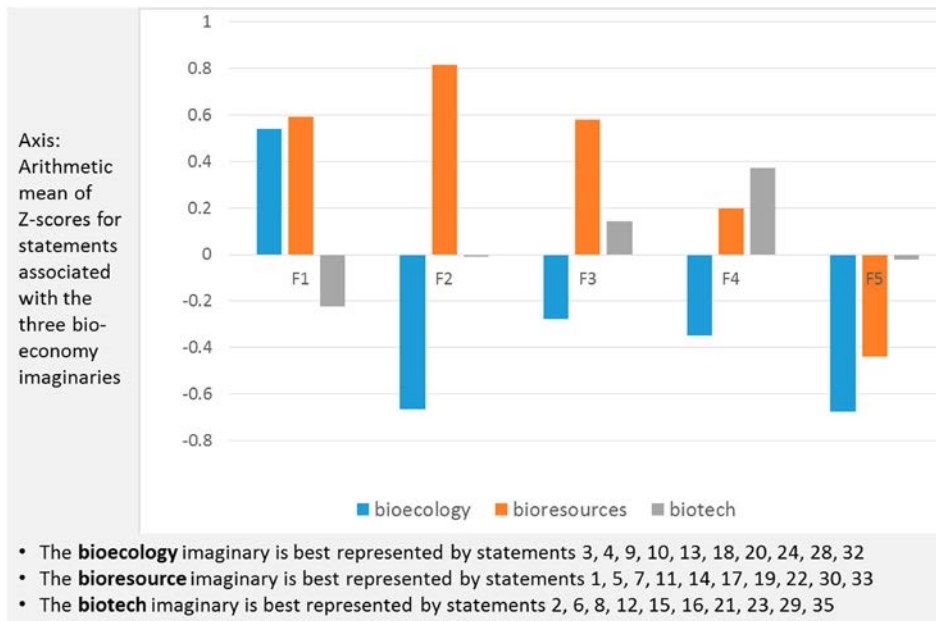 1
0.8
0.6
0.4
0.2
0
-0.2
-0.4
-0.6
-0.8
Axis:
Arithmetic
mean of
Z-scores for
statements
associated
with the
three bio-
economy
imaginaries
F1 F2 F3 F4 F5
bioecology bioresources biotech
• The bioecology imaginary is best represented by statements 3, 4, 9, 10, 13, 18, 20, 24, 28, 32
• The bioresource imaginary is best represented by statements 1, 5, 7, 11, 14, 17, 19, 22, 30, 33
• The biotech imaginary is best represented by statements 2, 6, 8, 12, 15, 16, 21, 23, 29, 35